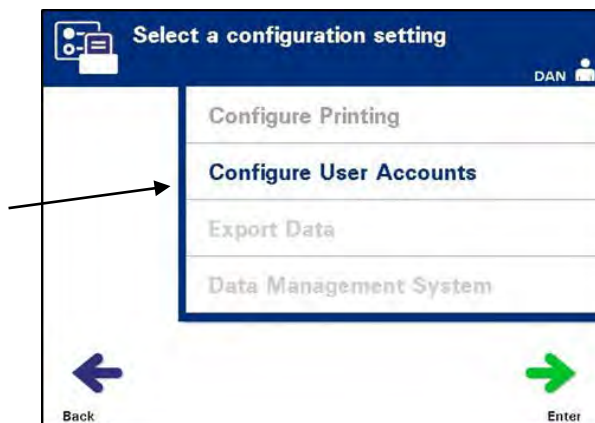 Select a configuration setting
DAN
Configure Printing
Configure User Accounts
Export Data
Data Management System
Back
Enter